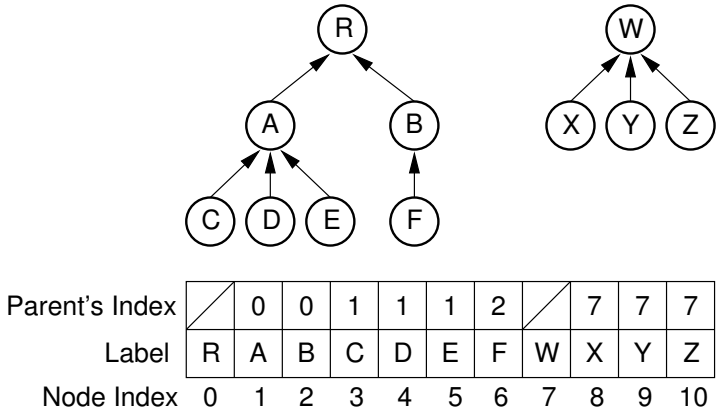 R W
A B X Y Z
C D E F
Parent's Index 0 0 1 1 1 2 7 7 7
Label R A B C D E F W X Y Z
Node Index 0 1 2 3 4 5 6 7 8 9 10